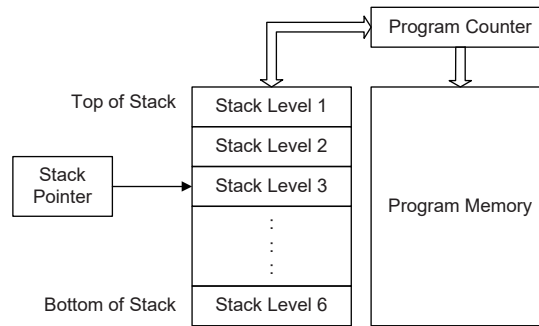 Program Counter
Top of Stack
Stack Level 1
Stack Level 2
Stack
Pointer
Stack Level 3
Program Memory
:
:
:
Bottom of Stack
Stack Level 6